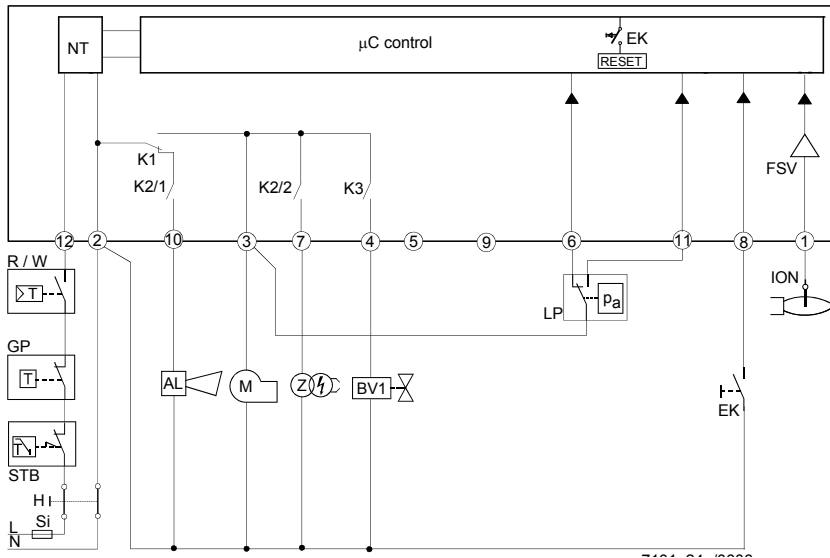 NT
µC control
EK
RESET
FSV
K1
K2/1
K2/2
K3
12
2
10
3
7
4
5
9
6
11
8
1
R / W
T
GP
T
STB
T
H
L
Si
N
AL
M
Z
BV1
LP
pa
ION
EK